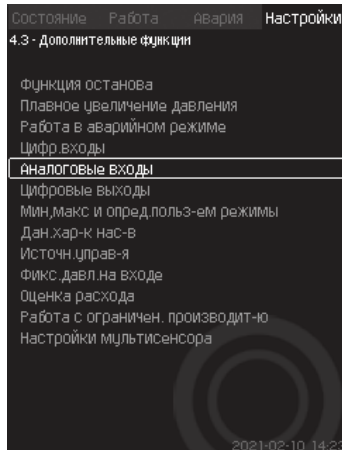 Состояние Работа Авария Настройки
4.3 - Дополнительные функции
Функция останова
Плавное увеличение давления
Работа в аварийном режиме
Цифр.входы
Аналоговые входы
Цифровые выходы
Мин,макс и опред.польз-ем режимы
Дан.хар-к нас-в
Источн.управ-я
Фикс.давл.на входе
Оценка расхода
Работа с ограничен. производит-ю
Настройки мультисенсора
2021-02-10 14:23